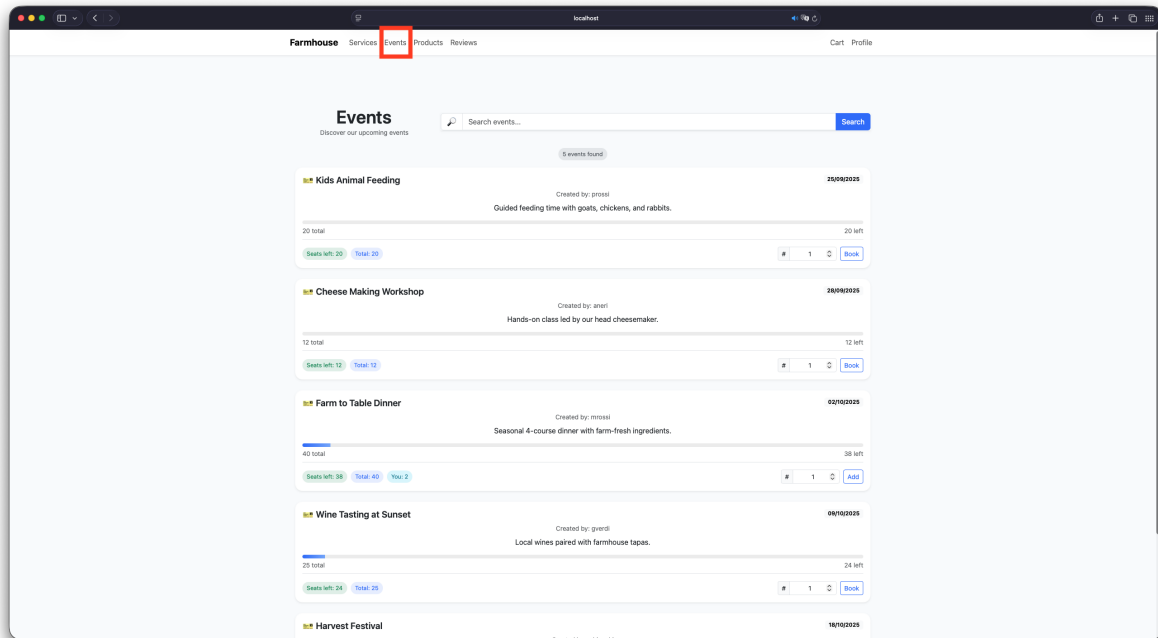 localhost
Farmhouse Services Events Products Reviews Cart Profile
Events
Discover our upcoming events
Search events... Search
5 events found
Kids Animal Feeding 25/09/2025
Created by: prossi
Guided feeding time with goats, chickens, and rabbits.
20 total 20 left
Seats left: 20 Total: 20 # 1 Book
Cheese Making Workshop 28/09/2025
Created by: aneri
Hands-on class led by our head cheesemaker.
12 total 12 left
Seats left: 12 Total: 12 # 1 Book
Farm to Table Dinner 02/10/2025
Created by: mrossi
Seasonal 4-course dinner with farm-fresh ingredients.
40 total 38 left
Seats left: 38 Total: 40 You: 2 # 1 Add
Wine Tasting at Sunset 09/10/2025
Created by: gverdi
Local wines paired with farmhouse tapas.
25 total 24 left
Seats left: 24 Total: 25 # 1 Book
Harvest Festival 18/10/2025